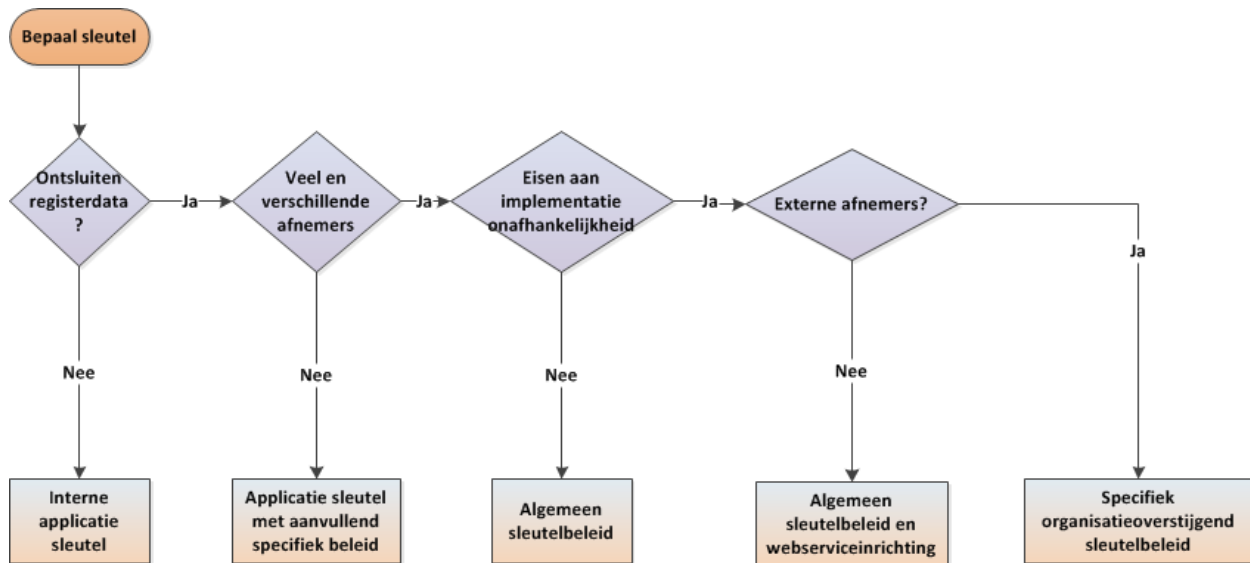 Bepaal sleutel
Ontsluiten
registerdata
?
Ja
Veel en
verschillende
afnemers
Ja
Eisen aan
implementatie
onafhankelijkheid
Ja
Externe afnemers?
Ja
Nee
Nee
Nee
Nee
Interne
applicatie
sleutel
Applicatie sleutel
met aanvullend
specifiek beleid
Algemeen
sleutelbeleid
Algemeen
sleutelbeleid en
webserviceinrichting
Specifiek
organisatieoverstijgend
sleutelbeleid